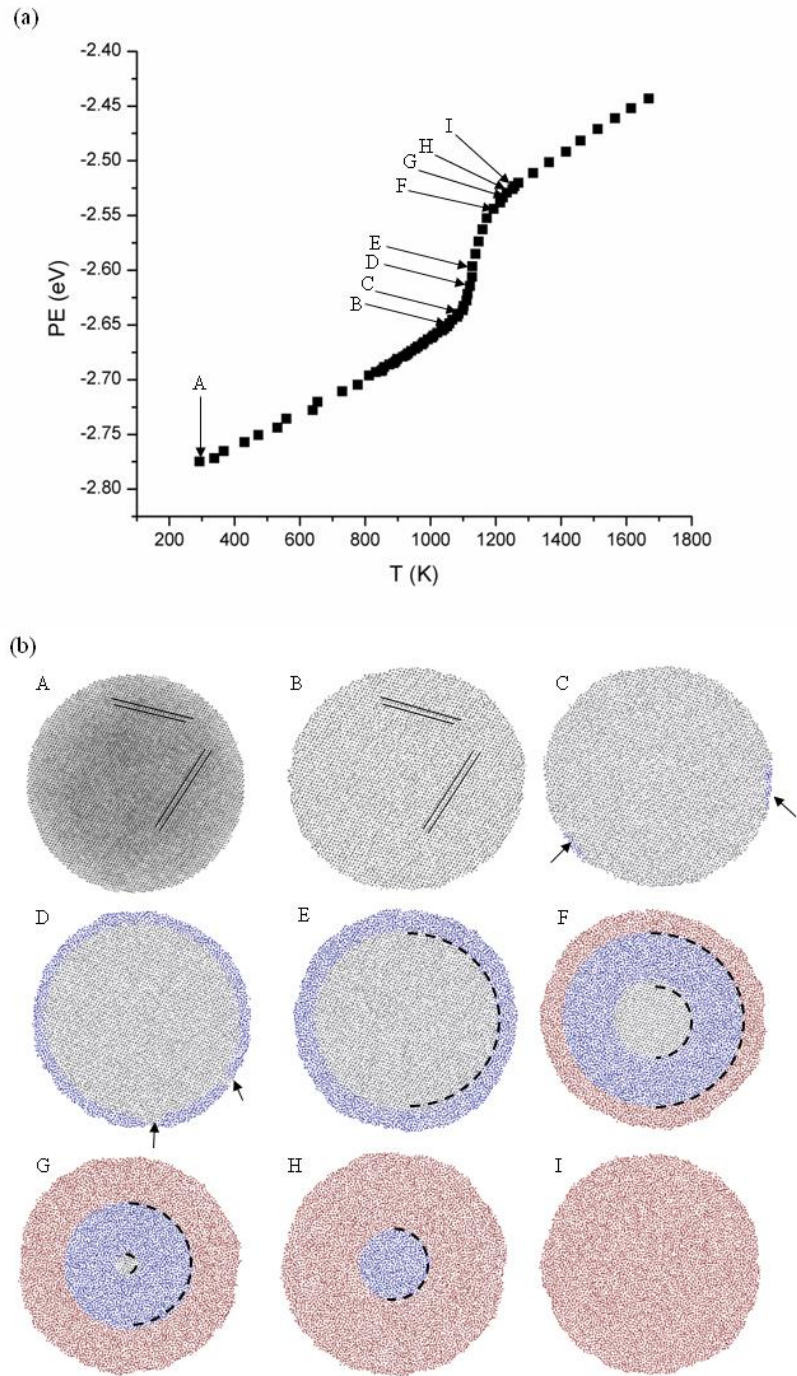 (a)
-2.40
-2.45
-2.50
-2.55
-2.60
-2.65
-2.70
-2.75
-2.80
PE (eV)
I
H
G
F
E
D
C
B
A
200 400 600 800 1000 1200 1400 1600 1800
T (K)
(b)
A B C
D E F
G H I